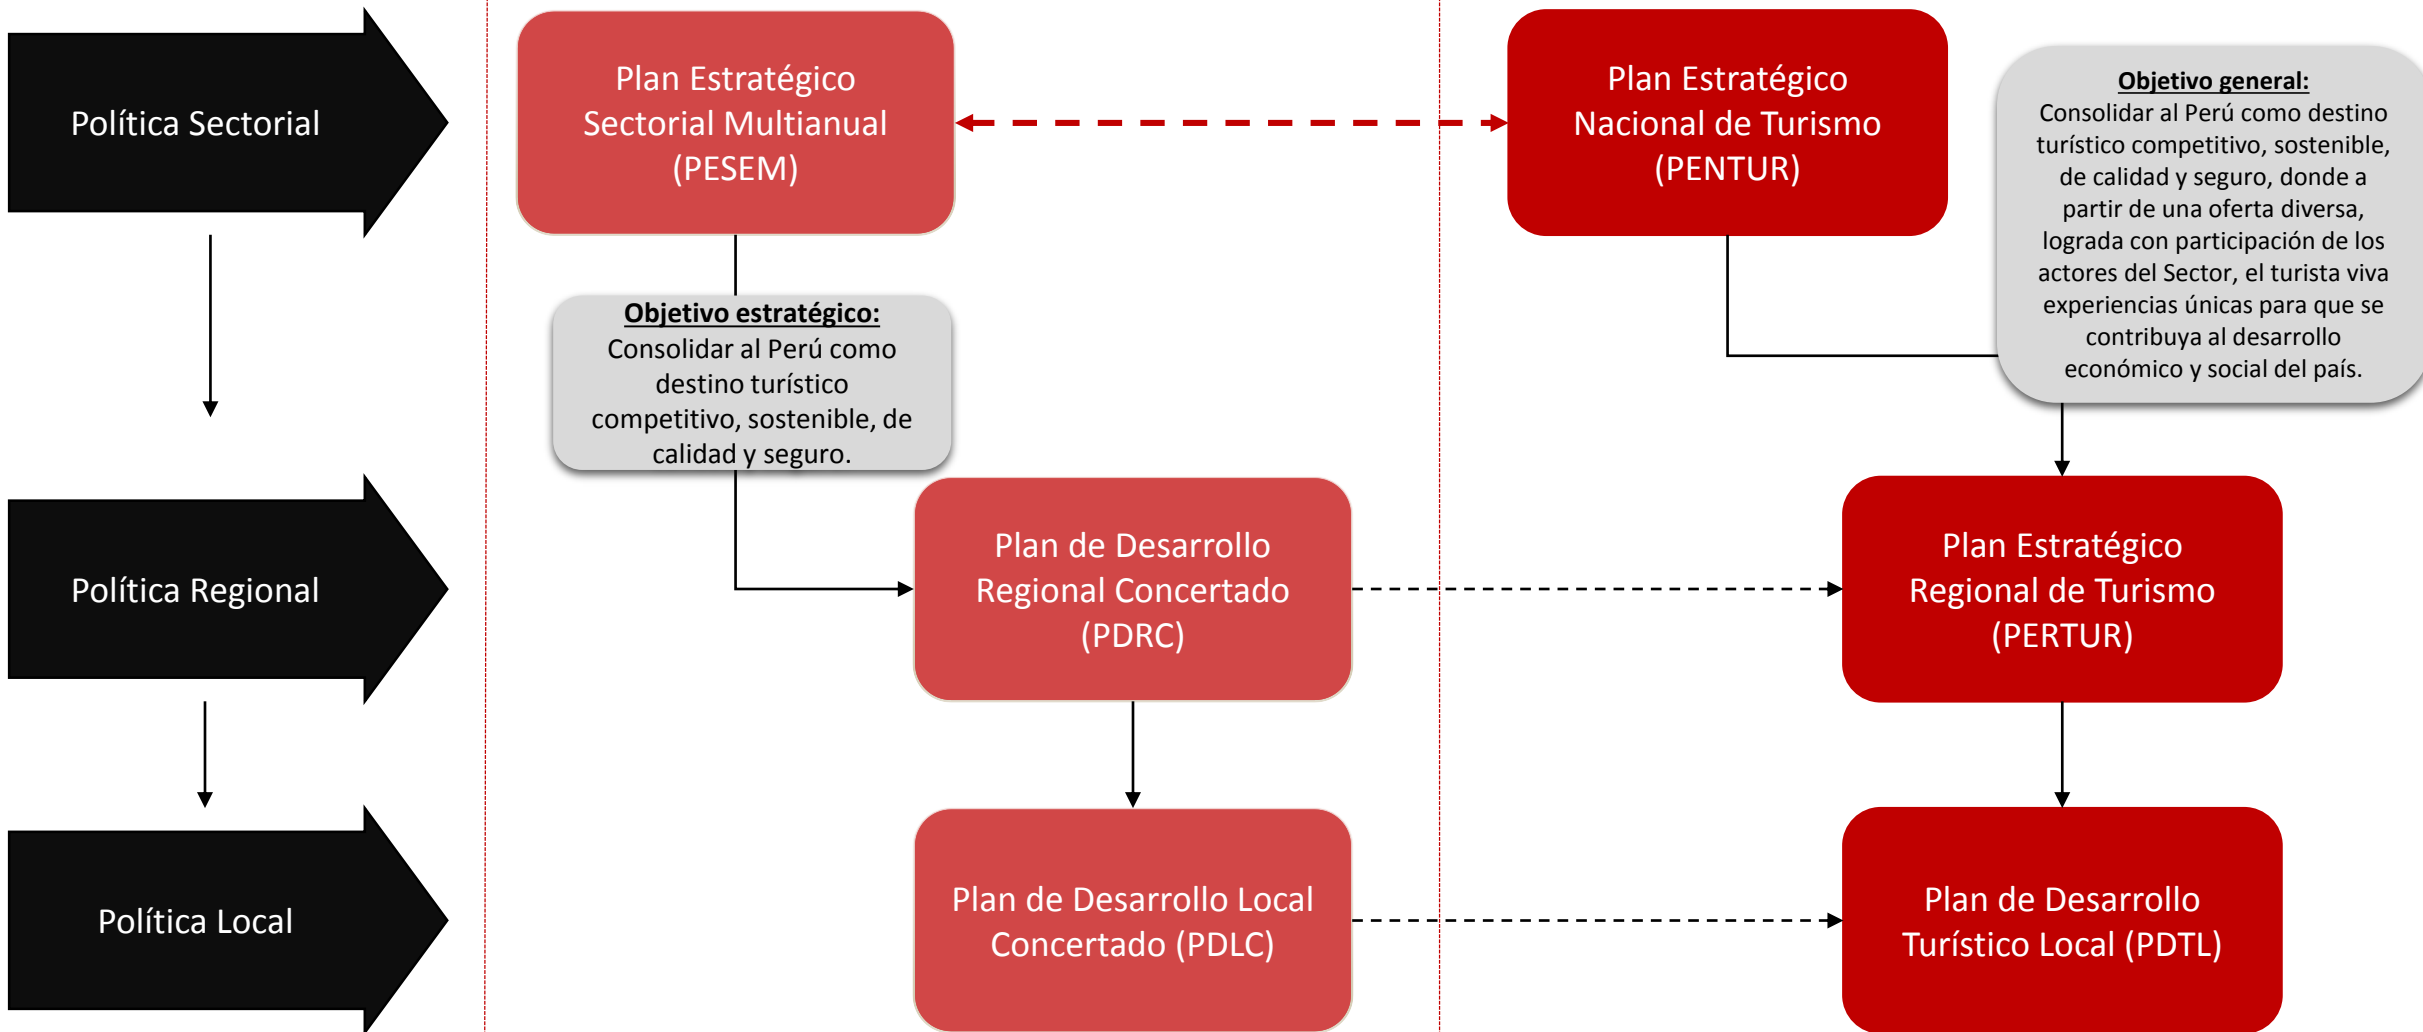 Política Sectorial
Plan Estratégico
Sectorial Multianual
(PESEM)
Plan Estratégico
Nacional de Turismo
(PENTUR)
Objetivo general:
Consolidar al Perú como destino
turístico competitivo, sostenible,
de calidad y seguro, donde a
partir de una oferta diversa,
lograda con participación de los
actores del Sector, el turista viva
experiencias únicas para que se
contribuya al desarrollo
económico y social del país.
Objetivo estratégico:
Consolidar al Perú como
destino turístico
competitivo, sostenible, de
calidad y seguro.
Política Regional
Plan de Desarrollo
Regional Concertado
(PDRC)
Plan Estratégico
Regional de Turismo
(PERTUR)
Política Local
Plan de Desarrollo Local
Concertado (PDLC)
Plan de Desarrollo
Turístico Local (PDTL)